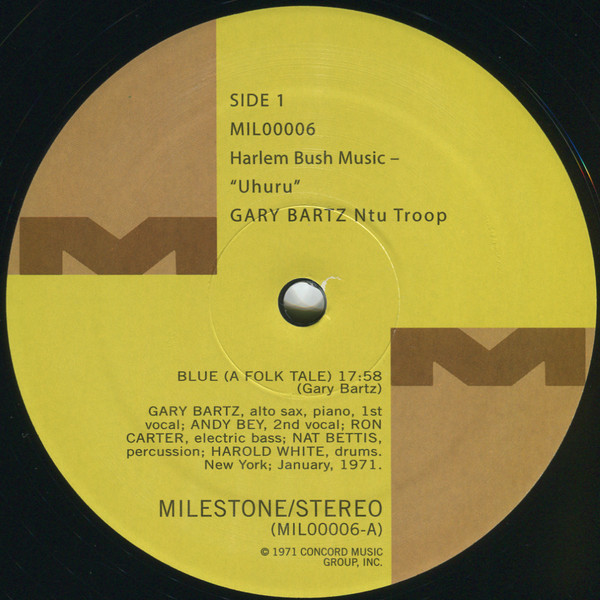 SIDE 1
MIL00006
Harlem Bush Music –
“Uhuru”
GARY BARTZ Ntu Troop
M
M
BLUE (A FOLK TALE) 17:58
(Gary Bartz)
GARY BARTZ, alto sax, piano, 1st
vocal; ANDY BEY, 2nd vocal; RON
CARTER, electric bass; NAT BETTIS,
percussion; HAROLD WHITE, drums.
New York; January, 1971.
MILESTONE/STEREO
(MIL00006-A)
© 1971 CONCORD MUSIC
GROUP, INC.